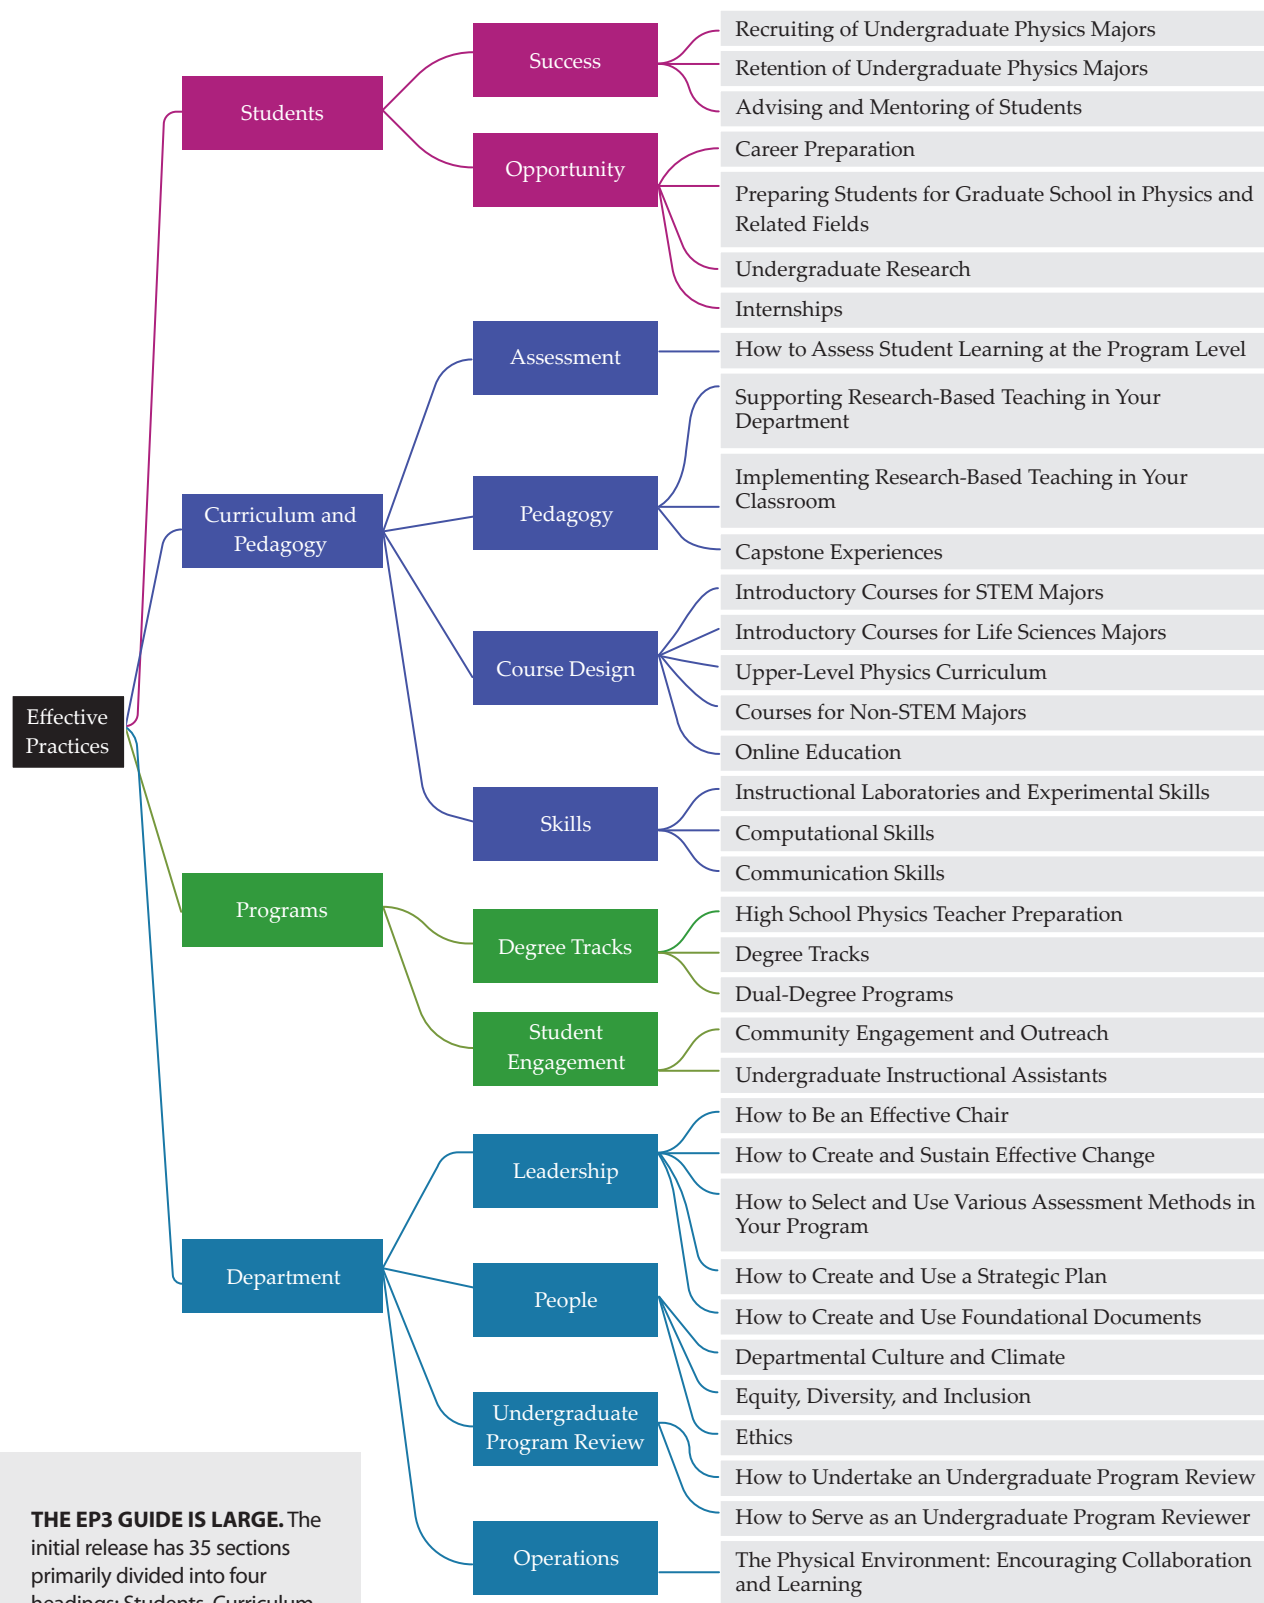 Effective
Practices
Students
Success
Recruiting of Undergraduate Physics Majors
Retention of Undergraduate Physics Majors
Advising and Mentoring of Students
Opportunity
Career Preparation
Preparing Students for Graduate School in Physics and
Related Fields
Undergraduate Research
Internships
Curriculum and
Pedagogy
Assessment
How to Assess Student Learning at the Program Level
Pedagogy
Supporting Research-Based Teaching in Your
Department
Implementing Research-Based Teaching in Your
Classroom
Capstone Experiences
Course Design
Introductory Courses for STEM Majors
Introductory Courses for Life Sciences Majors
Upper-Level Physics Curriculum
Courses for Non-STEM Majors
Online Education
Skills
Instructional Laboratories and Experimental Skills
Computational Skills
Communication Skills
Programs
Degree Tracks
High School Physics Teacher Preparation
Degree Tracks
Dual-Degree Programs
Student
Engagement
Community Engagement and Outreach
Undergraduate Instructional Assistants
Department
Leadership
How to Be an Effective Chair
How to Create and Sustain Effective Change
How to Select and Use Various Assessment Methods in
Your Program
How to Create and Use a Strategic Plan
How to Create and Use Foundational Documents
People
Departmental Culture and Climate
Equity, Diversity, and Inclusion
Ethics
Undergraduate
Program Review
How to Undertake an Undergraduate Program Review
How to Serve as an Undergraduate Program Reviewer
Operations
The Physical Environment: Encouraging Collaboration
and Learning
THE EP3 GUIDE IS LARGE. The
initial release has 35 sections
primarily divided into four
headings: Students, Curriculum